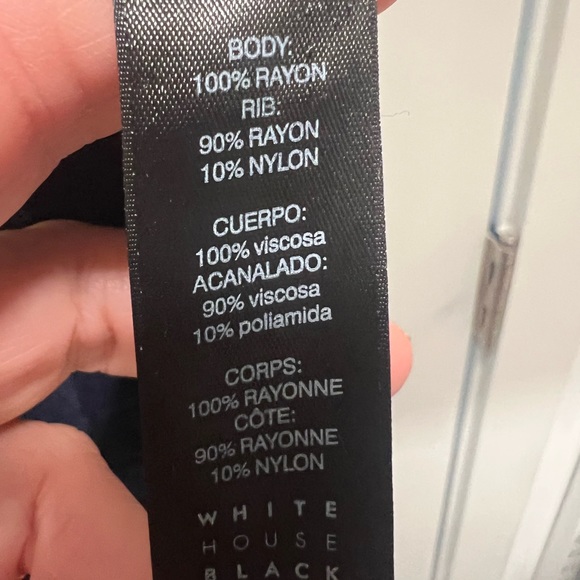 BODY:
100% RAYON
RIB:
90% RAYON
10% NYLON
CUERPO:
100% viscosa
ACANALADO:
90% viscosa
10% poliamida
CORPS:
100% RAYONNE
CÔTE:
90% RAYONNE
10% NYLON
WHITE
HOUSE
BLACK